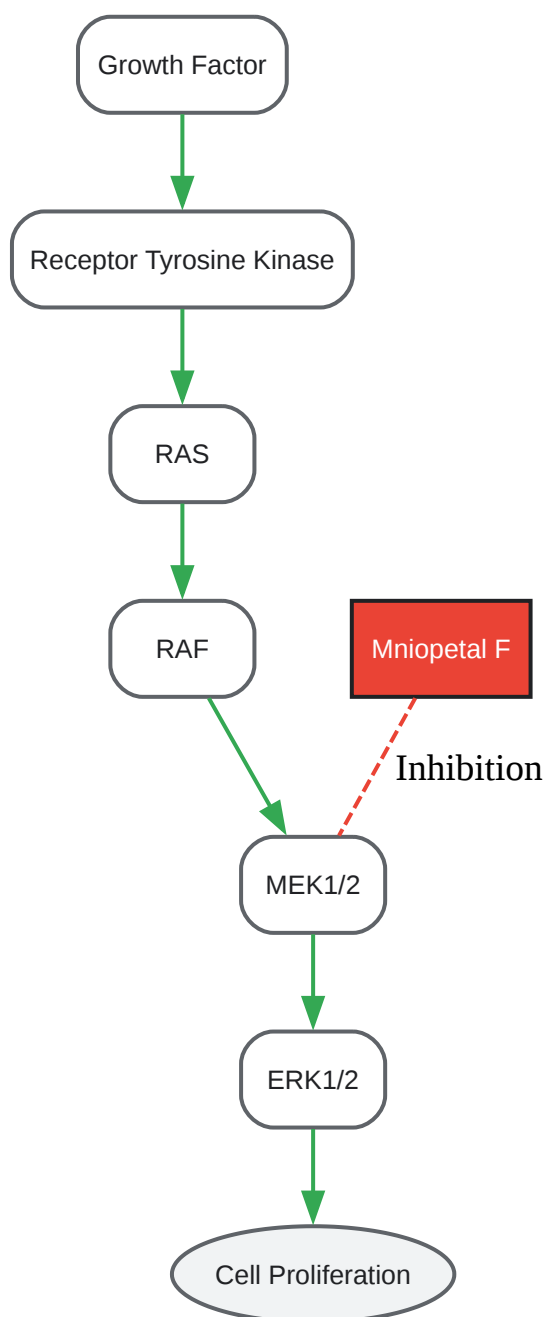 Growth Factor
Receptor Tyrosine Kinase
RAS
RAF
Mniopetal F
Inhibition
MEK1/2
ERK1/2
Cell Proliferation